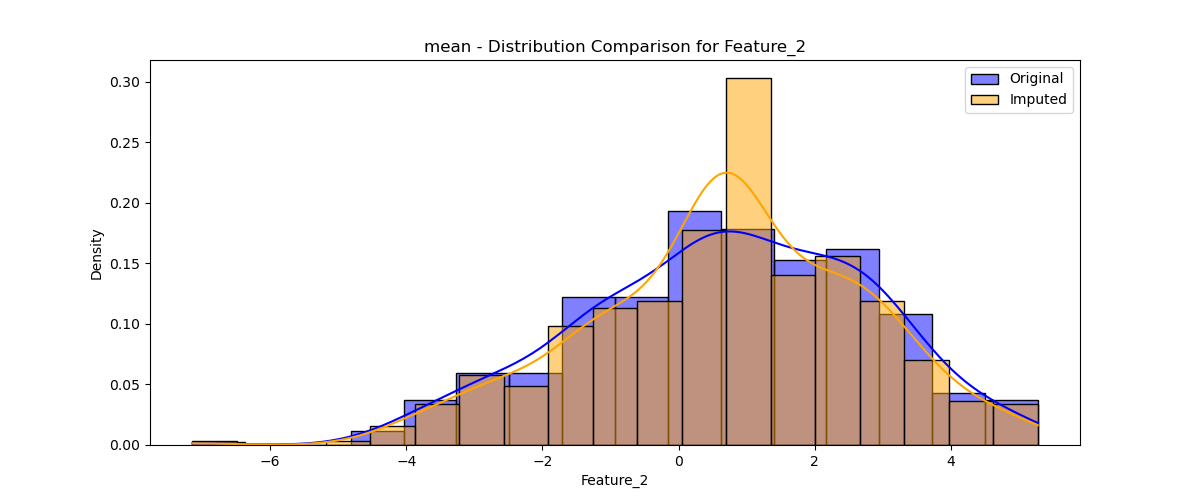 mean - Distribution Comparison for Feature_2
Original
Imputed
Density
0.30
0.25
0.20
0.15
0.10
0.05
0.00
−6
−4
−2
0
2
4
Feature_2